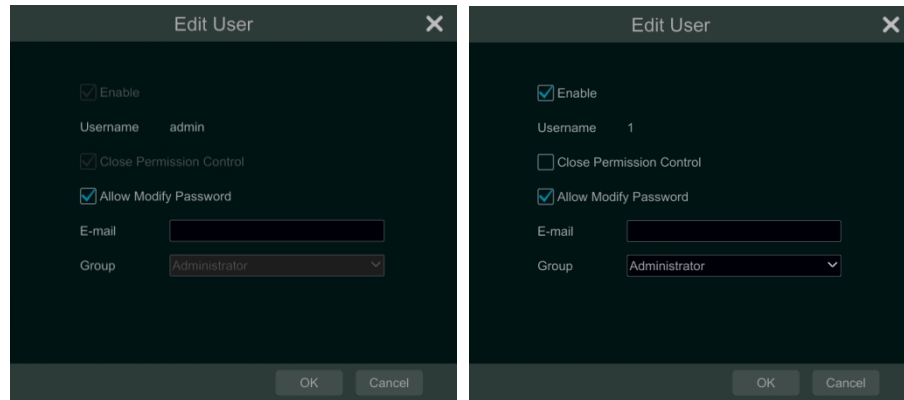 Edit User
Enable
Username admin
Close Permission Control
Allow Modify Password
E-mail
Group Administrator
OK Cancel
Edit User
Enable
Username 1
Close Permission Control
Allow Modify Password
E-mail
Group Administrator
OK Cancel